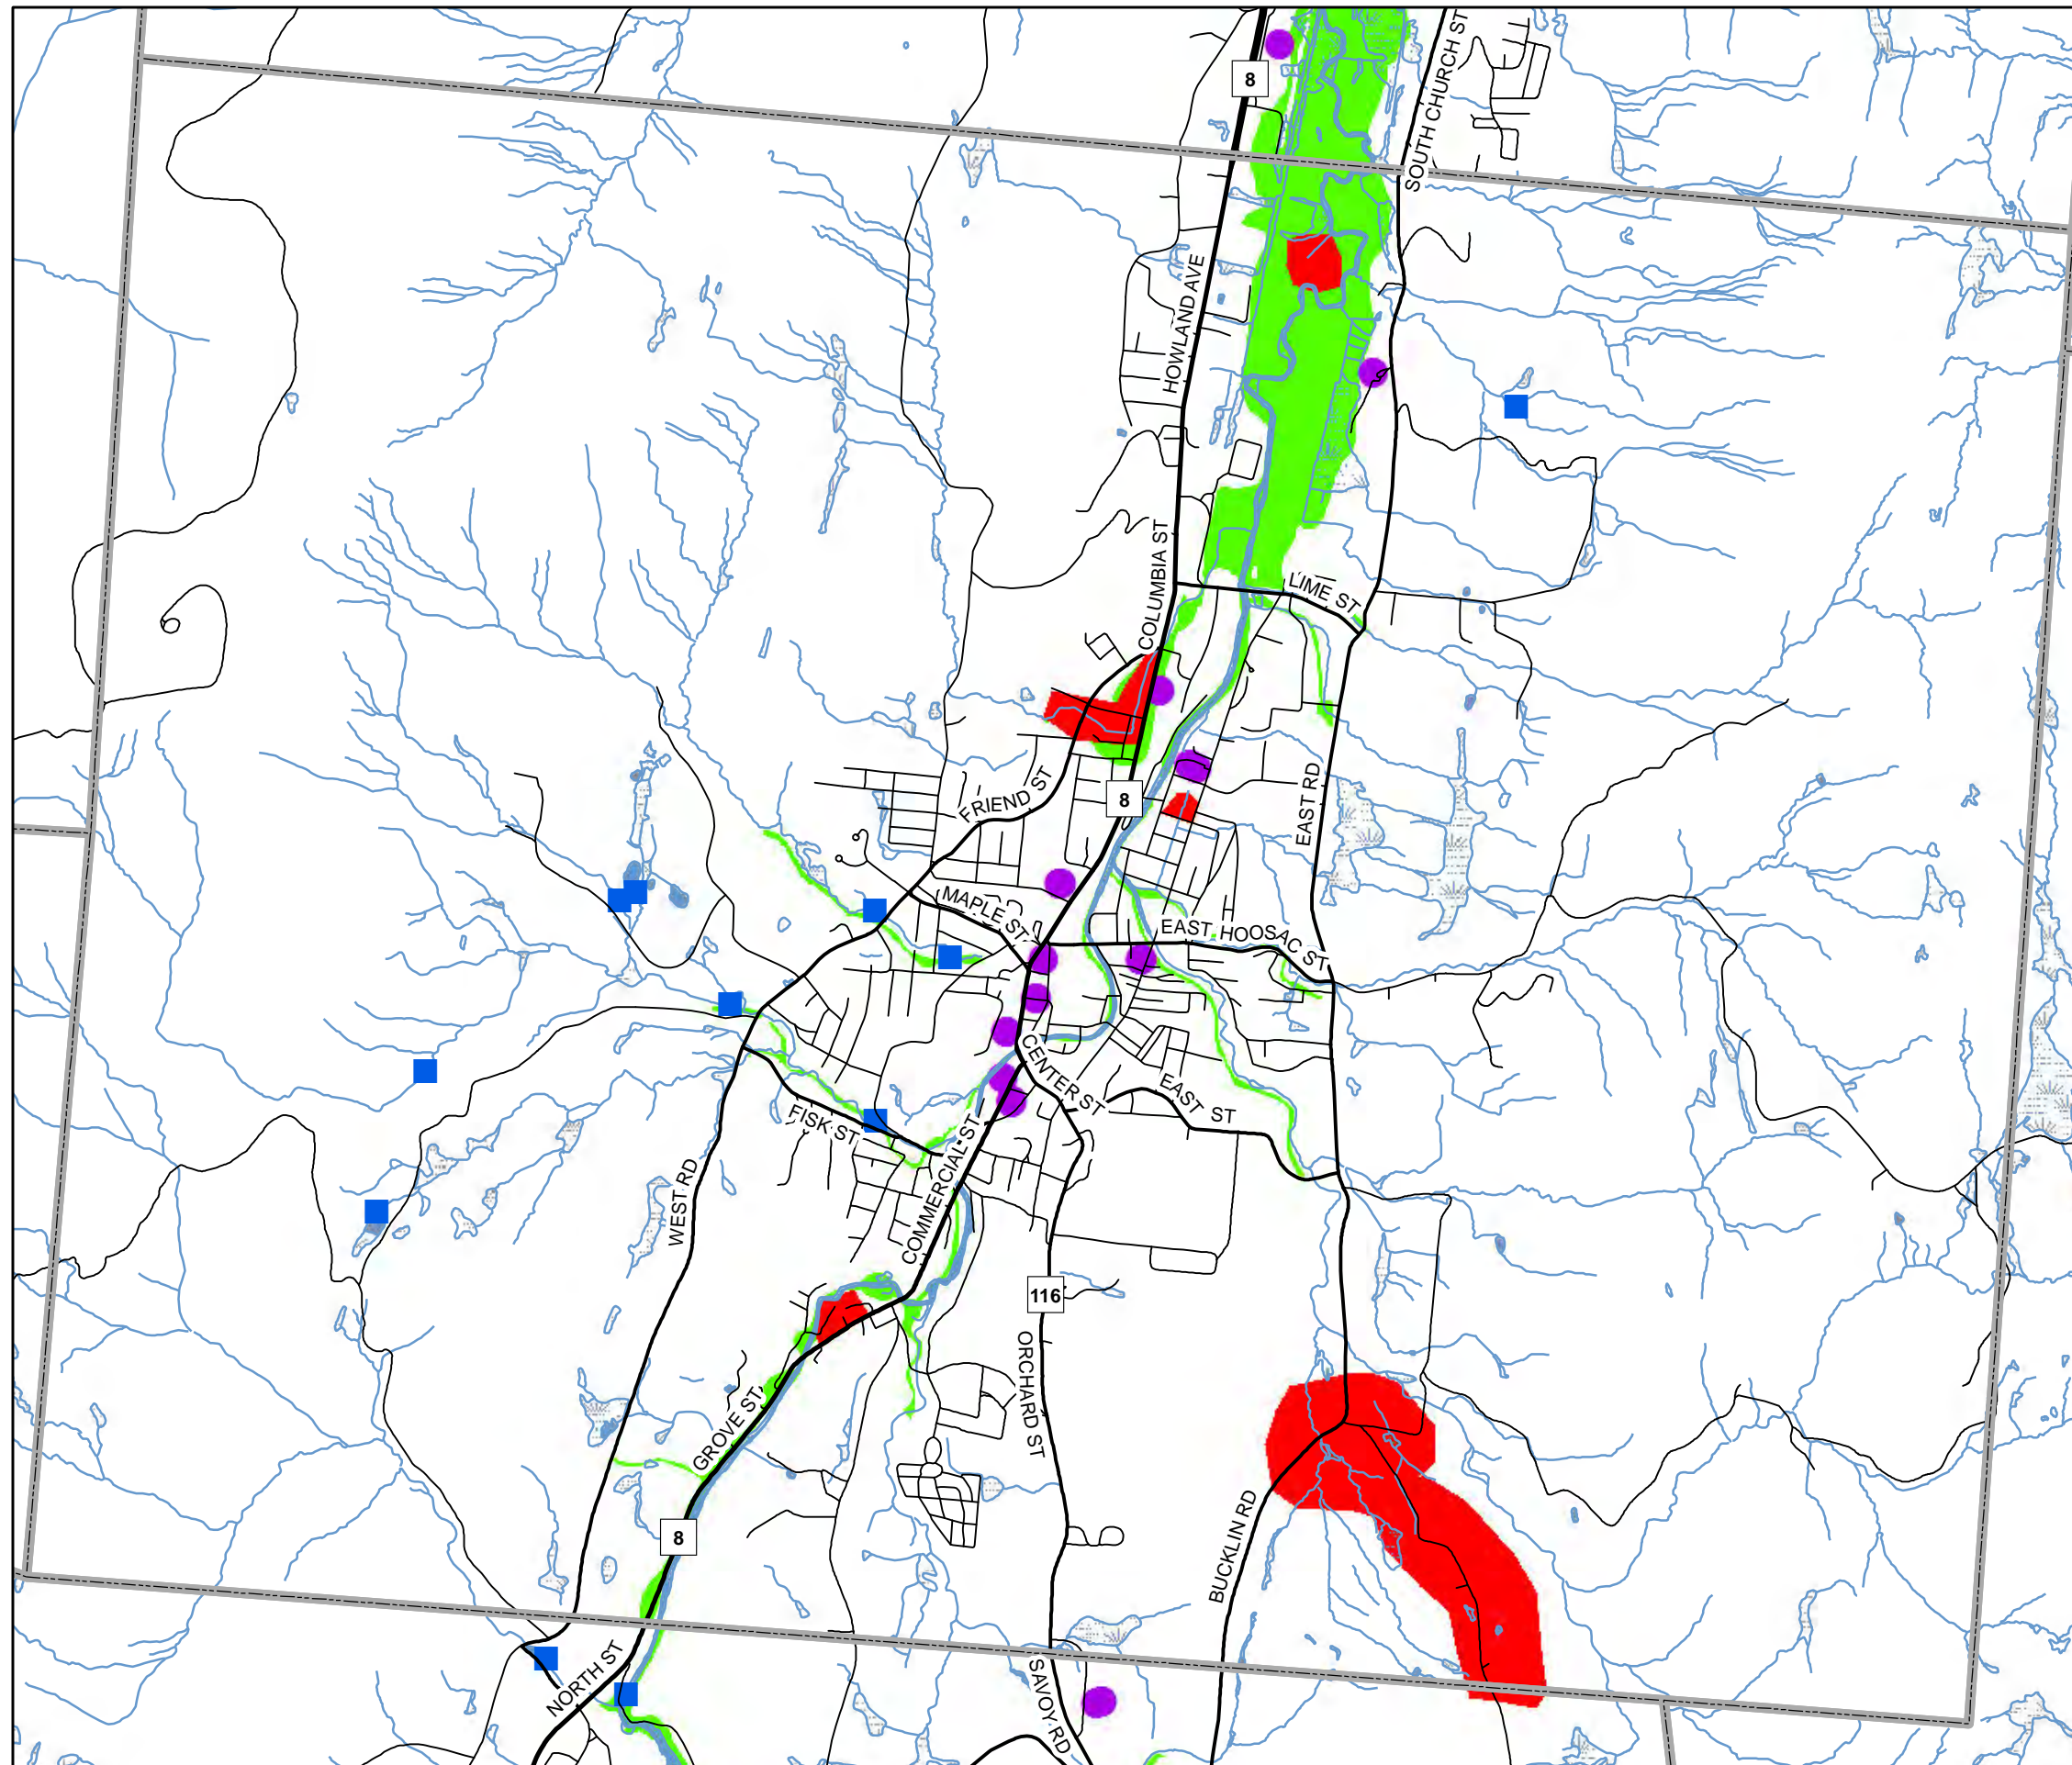 8
SOUTH CHURCH ST
HOWLAND AVE
COLUMBIA ST
LIME ST
FRIEND ST
8
EAST RD
MAPLE ST
EAST HOOSAC ST
CENTER ST
EAST ST
FISK ST
COMMERCIAL ST
WEST RD
116
ORCHARD ST
GROVE ST
BUCKLIN RD
8
NORTH ST
SAVOY RD